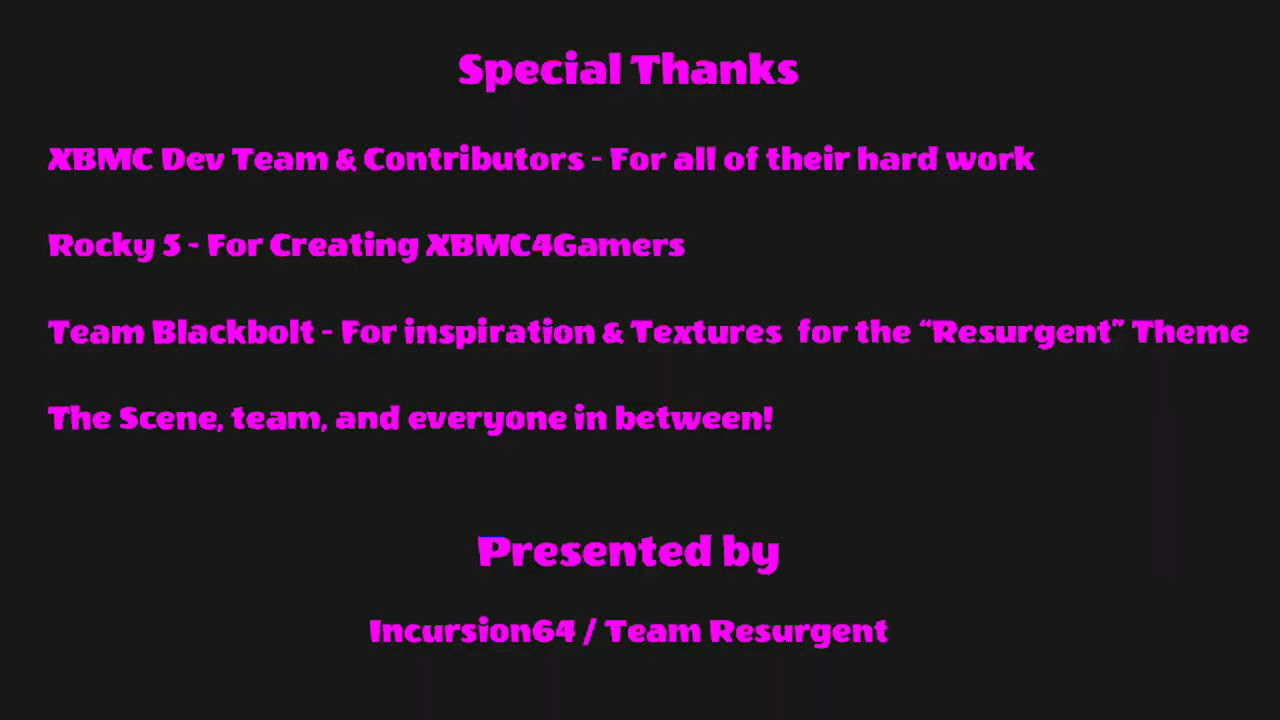 Special Thanks
XBMC Dev Team & Contributors - For all of their hard work
Rocky 5 - For Creating XBMC4Gamers
Team Blackbolt - For inspiration & Textures  for the “Resurgent” Theme
The Scene, team, and everyone in between!
Presented by
Incursion64 / Team Resurgent